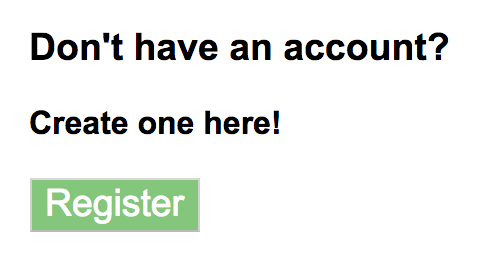 Don't have an account?
Create one here!
Register